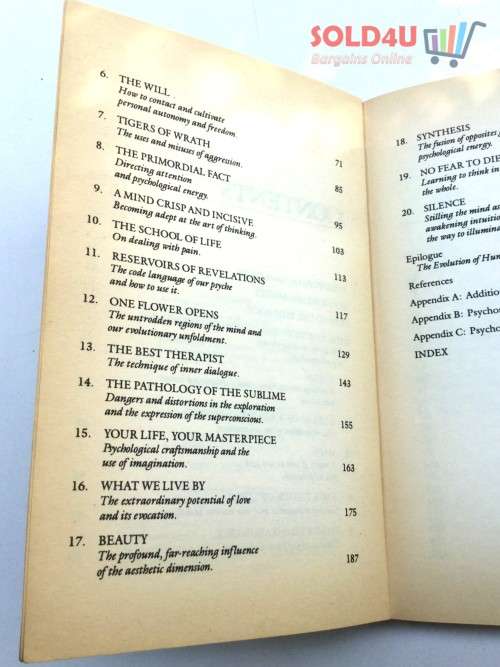 SOLD4U
Bargains Online
6. THE WILL
How to contact and cultivate
personal autonomy and freedom. 71
7. TIGERS OF WRATH
The uses and misuses of aggression. 85
8. THE PRIMORDIAL FACT
Directing attention
and psychological energy. 95
9. A MIND CRISP AND INCISIVE
Becoming adept at the art of thinking. 103
10. THE SCHOOL OF LIFE
On dealing with pain. 113
11. RESERVOIRS OF REVELATIONS
The code language of our psyche
and how to use it. 117
12. ONE FLOWER OPENS
The untrodden regions of the mind and
our evolutionary unfoldment. 129
13. THE BEST THERAPIST
The technique of inner dialogue. 143
14. THE PATHOLOGY OF THE SUBLIME
Dangers and distortions in the exploration
and the expression of the superconscious. 155
15. YOUR LIFE, YOUR MASTERPIECE
Psychological craftsmanship and the
use of imagination. 163
16. WHAT WE LIVE BY
The extraordinary potential of love
and its evocation. 175
17. BEAUTY
The profound, far-reaching influence
of the aesthetic dimension. 187
18. SYNTHESIS
The fusion of opposites
psychological energy.
19. NO FEAR TO DIE
Learning to think in
the whole.
20. SILENCE
Stilling the mind as
awakening intuition
the way to illumina
Epilogue
The Evolution of Hum
References
Appendix A: Additio
Appendix B: Psycho
Appendix C: Psycho
INDEX